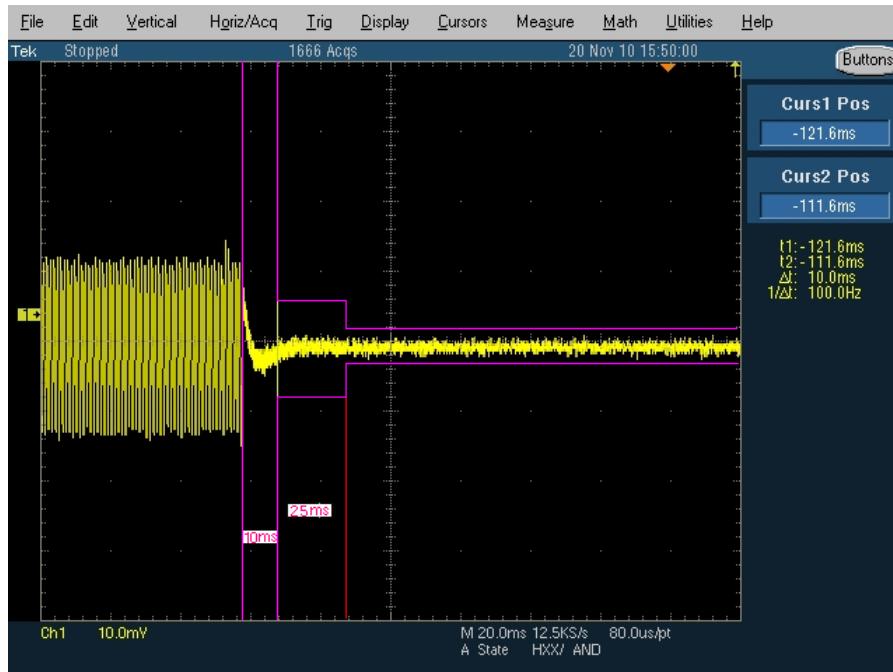 File Edit Vertical Horiz/Acq Trig Display Cursors Measure Math Utilities Help
Tek Stopped 1666 Acqs 20 Nov 10 15:50:00
Buttons
Curs1 Pos
-121.6ms
Curs2 Pos
-111.6ms
t1: -121.6ms
t2: -111.6ms
Δt: 10.0ms
1/Δt: 100.0Hz
1
25ms
10ms
Ch1 10.0mV M 20.0ms 12.5KS/s 80.0us/pt
A State HXX/ AND